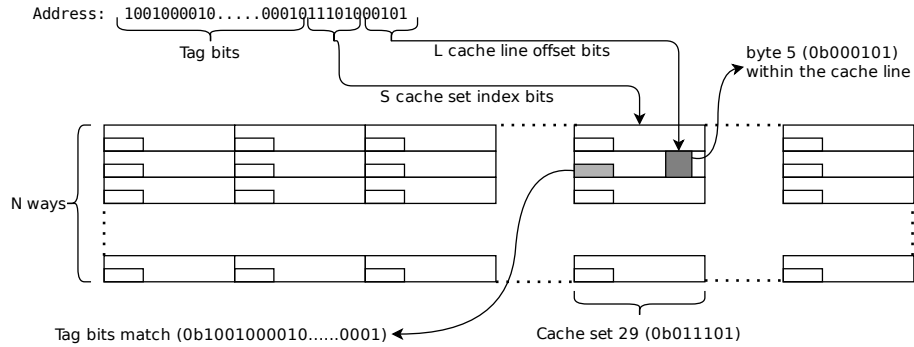 Address: 1001000010.....0001011101000101
Tag bits
L cache line offset bits
byte 5 (0b000101)
within the cache line
S cache set index bits
N ways
Tag bits match (0b1001000010......0001)
Cache set 29 (0b011101)